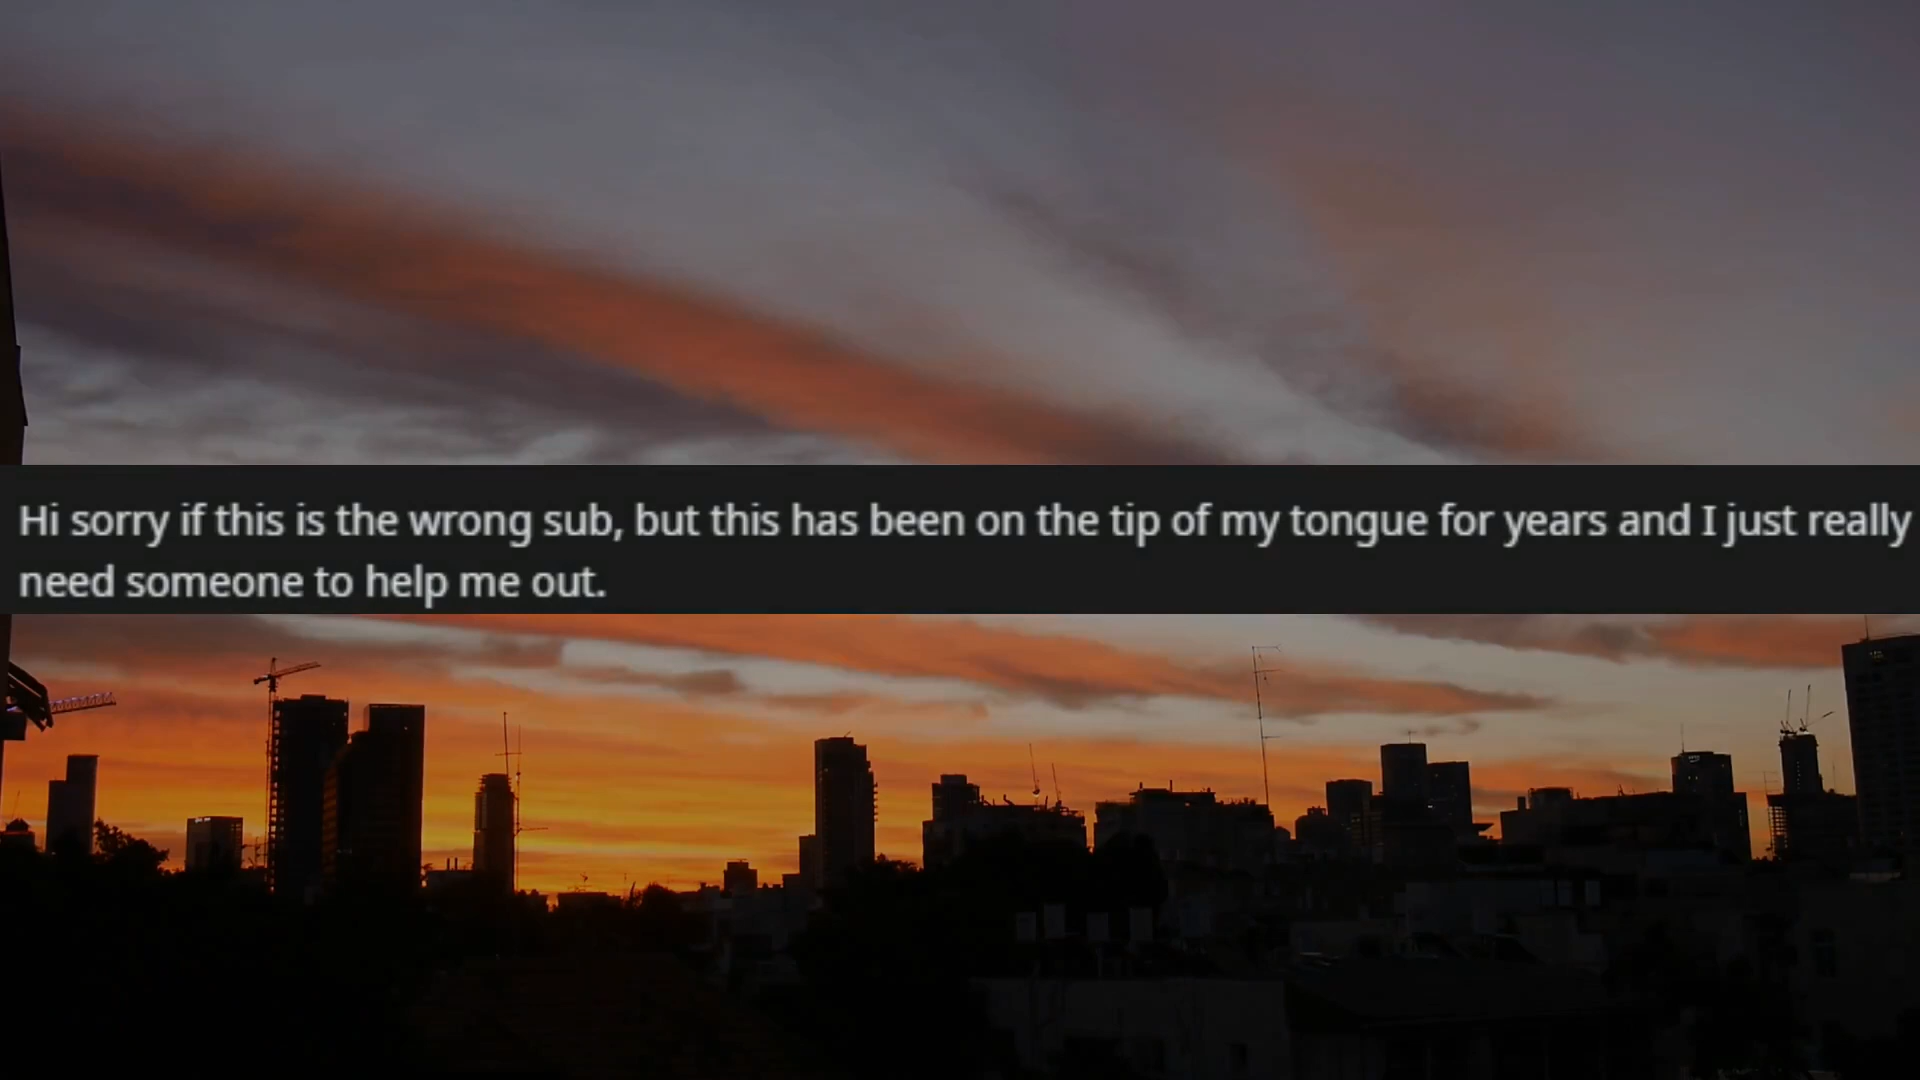 Hi sorry if this is the wrong sub, but this has been on the tip of my tongue for years and I just really
need someone to help me out.